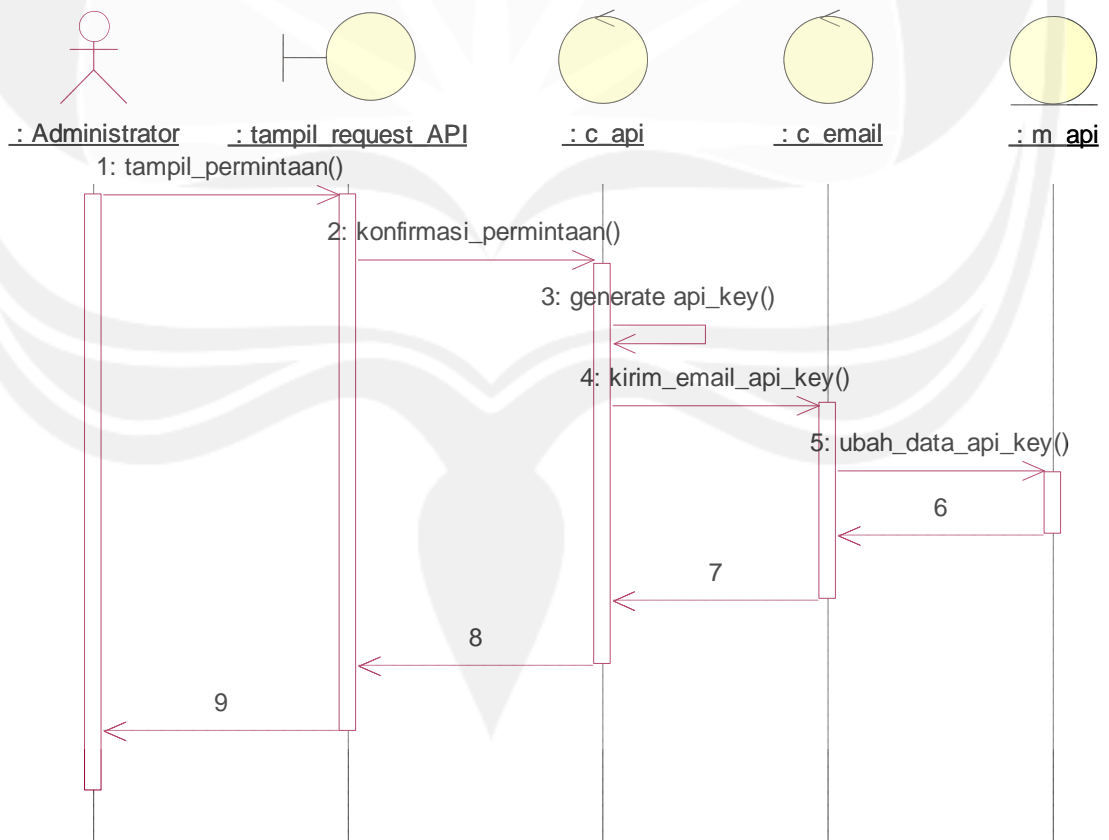 : Administrator
: tampil_request_API
: c_api
: c_email
: m_api
1: tampil_permintaan()
2: konfirmasi_permintaan()
3: generate api_key()
4: kirim_email_api_key()
5: ubah_data_api_key()
6
7
8
9